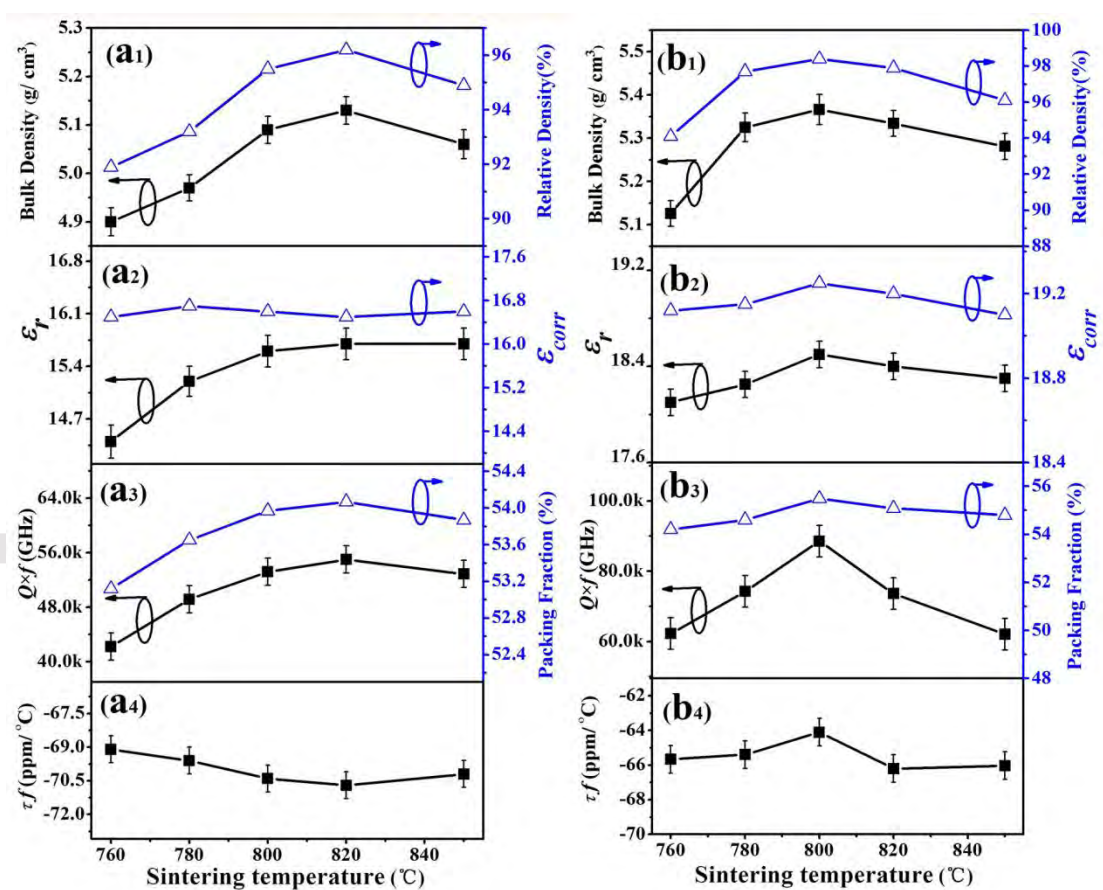 (a1)
Bulk Density (g/ cm3)
5.3
5.2
5.1
5.0
4.9
96
94
92
90
Relative Density(%)
(a2)
εr
16.8
16.1
15.4
14.7
17.6
16.8
16.0
15.2
14.4
εcorr
(a3)
Q×f (GHz)
64.0k
56.0k
48.0k
40.0k
54.4
54.0
53.6
53.2
52.8
52.4
Packing Fraction (%)
(a4)
τf (ppm/°C)
-67.5
-69.0
-70.5
-72.0
760 780 800 820 840
Sintering temperature (℃)
(b1)
Bulk Density (g/ cm3)
5.5
5.4
5.3
5.2
5.1
100
98
96
94
92
90
88
Relative Density(%)
(b2)
εr
19.2
18.4
17.6
19.2
18.8
18.4
εcorr
(b3)
Q×f (GHz)
100.0k
80.0k
60.0k
56
54
52
50
48
Packing Fraction (%)
(b4)
τf (ppm/°C)
-62
-64
-66
-68
-70
760 780 800 820 840
Sintering temperature (℃)